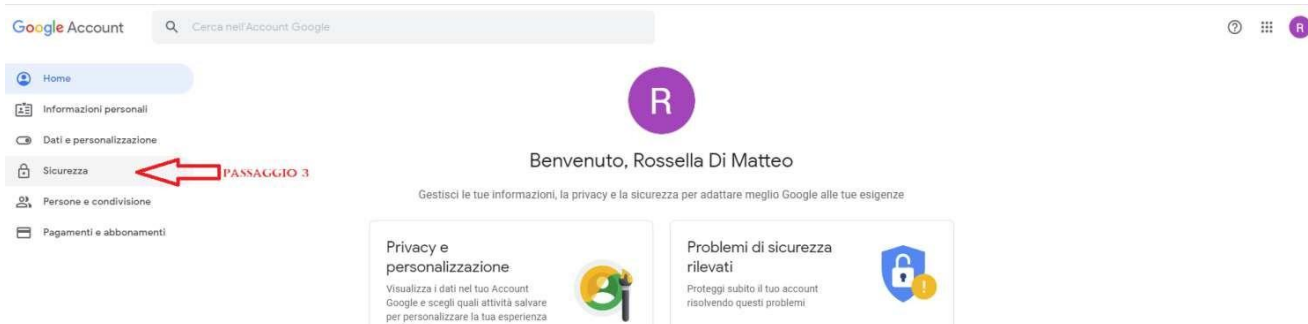 Google Account
Cerca nell'Account Google
R
Home
Informazioni personali
Dati e personalizzazione
Sicurezza
PASSAGGIO 3
Persone e condivisione
Pagamenti e abbonamenti
R
Benvenuto, Rossella Di Matteo
Gestisci le tue informazioni, la privacy e la sicurezza per adattare meglio Google alle tue esigenze
Privacy e
personalizzazione
Visualizza i dati nel tuo Account
Google e scegli quali attività salvare
per personalizzare la tua esperienza
Problemi di sicurezza
rilevati
Proteggi subito il tuo account
risolvendo questi problemi